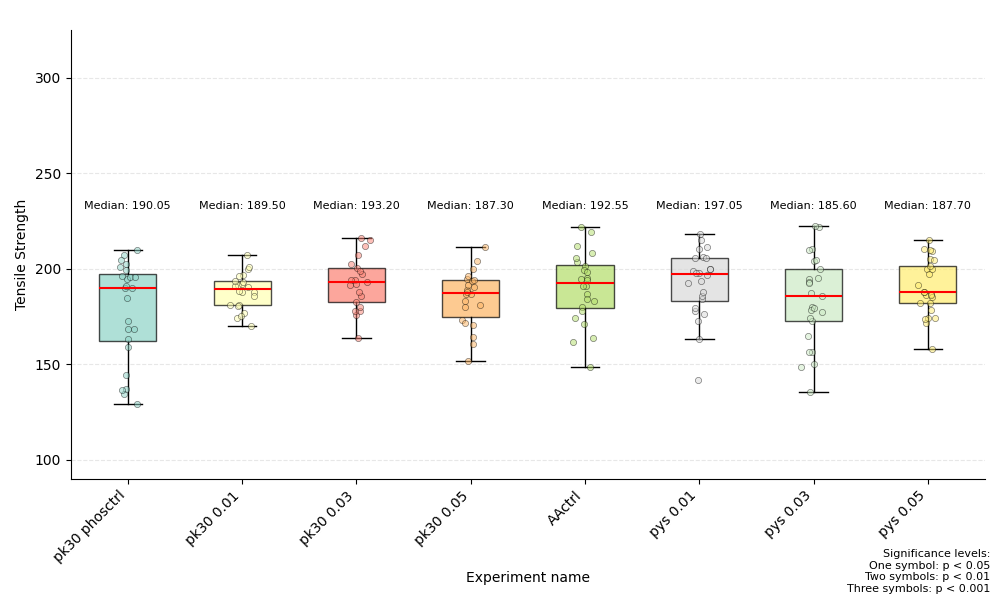 300
250
200
150
100
Tensile Strength
Median: 190.05
Median: 189.50
Median: 193.20
Median: 187.30
Median: 192.55
Median: 197.05
Median: 185.60
Median: 187.70
pk30 phosctrl
pk30 0.01
pk30 0.03
pk30 0.05
AActrl
pys 0.01
pys 0.03
pys 0.05
Experiment name
Significance levels:
One symbol: p < 0.05
Two symbols: p < 0.01
Three symbols: p < 0.001